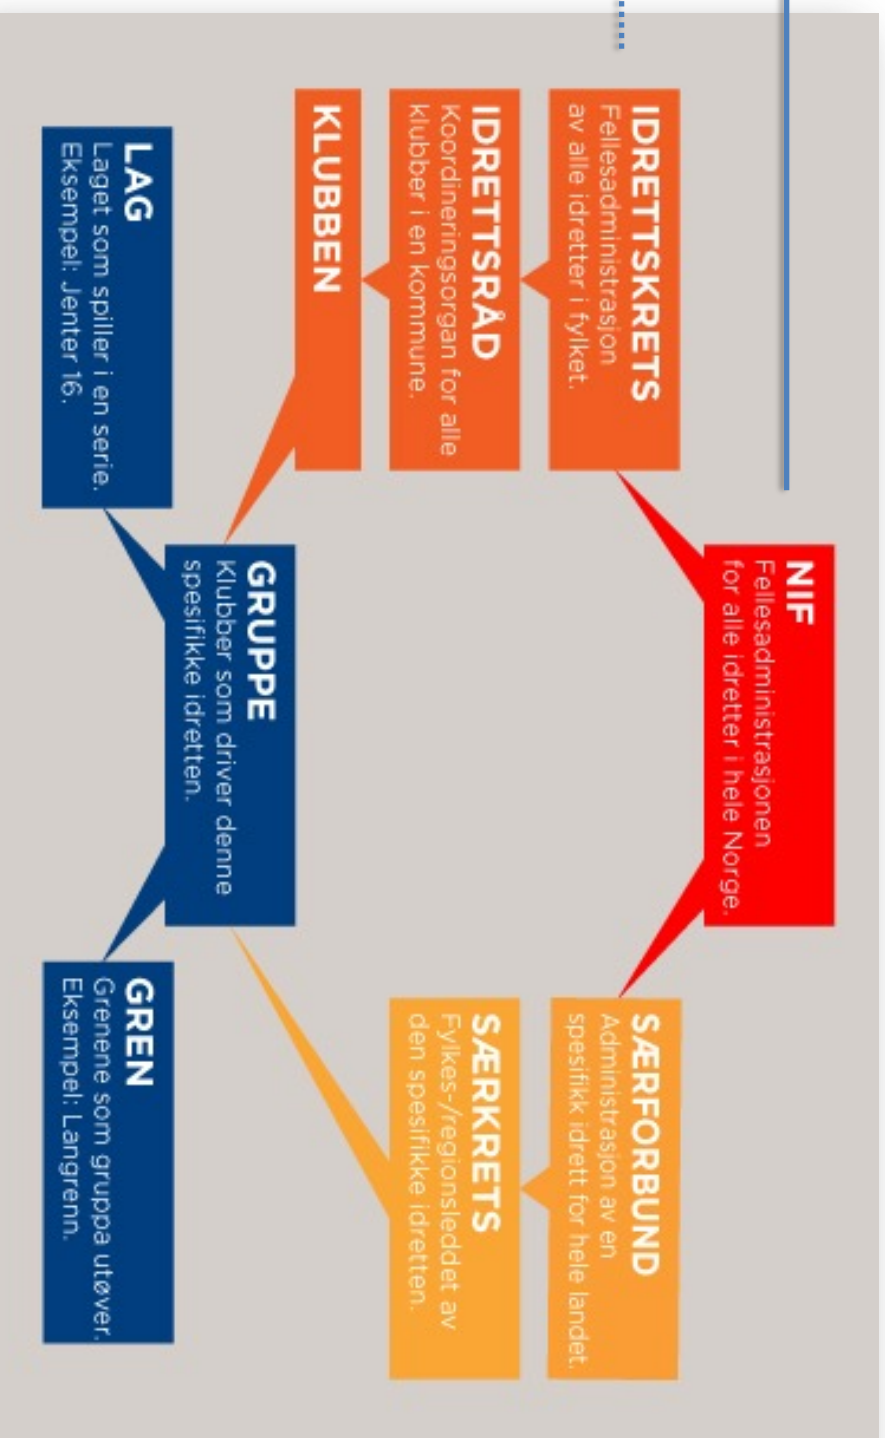 NIF
Fellesadministrasjonen
for alle idretter i hele Norge.
IDRETTSKRETS
Fellesadministrasjon
av alle idretter i fylket.
SÆRFORBUND
Administrasjon av en
spesifikk idrett for hele landet.
IDRETTSRÅD
Koordineringsorgan for alle
klubber i en kommune.
SÆRKRETS
Fylkes-/regionsleddet av
den spesifikke idretten.
KLUBBEN
GRUPPE
Klubber som driver denne
spesifikke idretten.
LAG
Laget som spiller i en serie.
Eksempel: Jenter 16.
GREN
Grenene som gruppa utøver.
Eksempel: Langrenn.